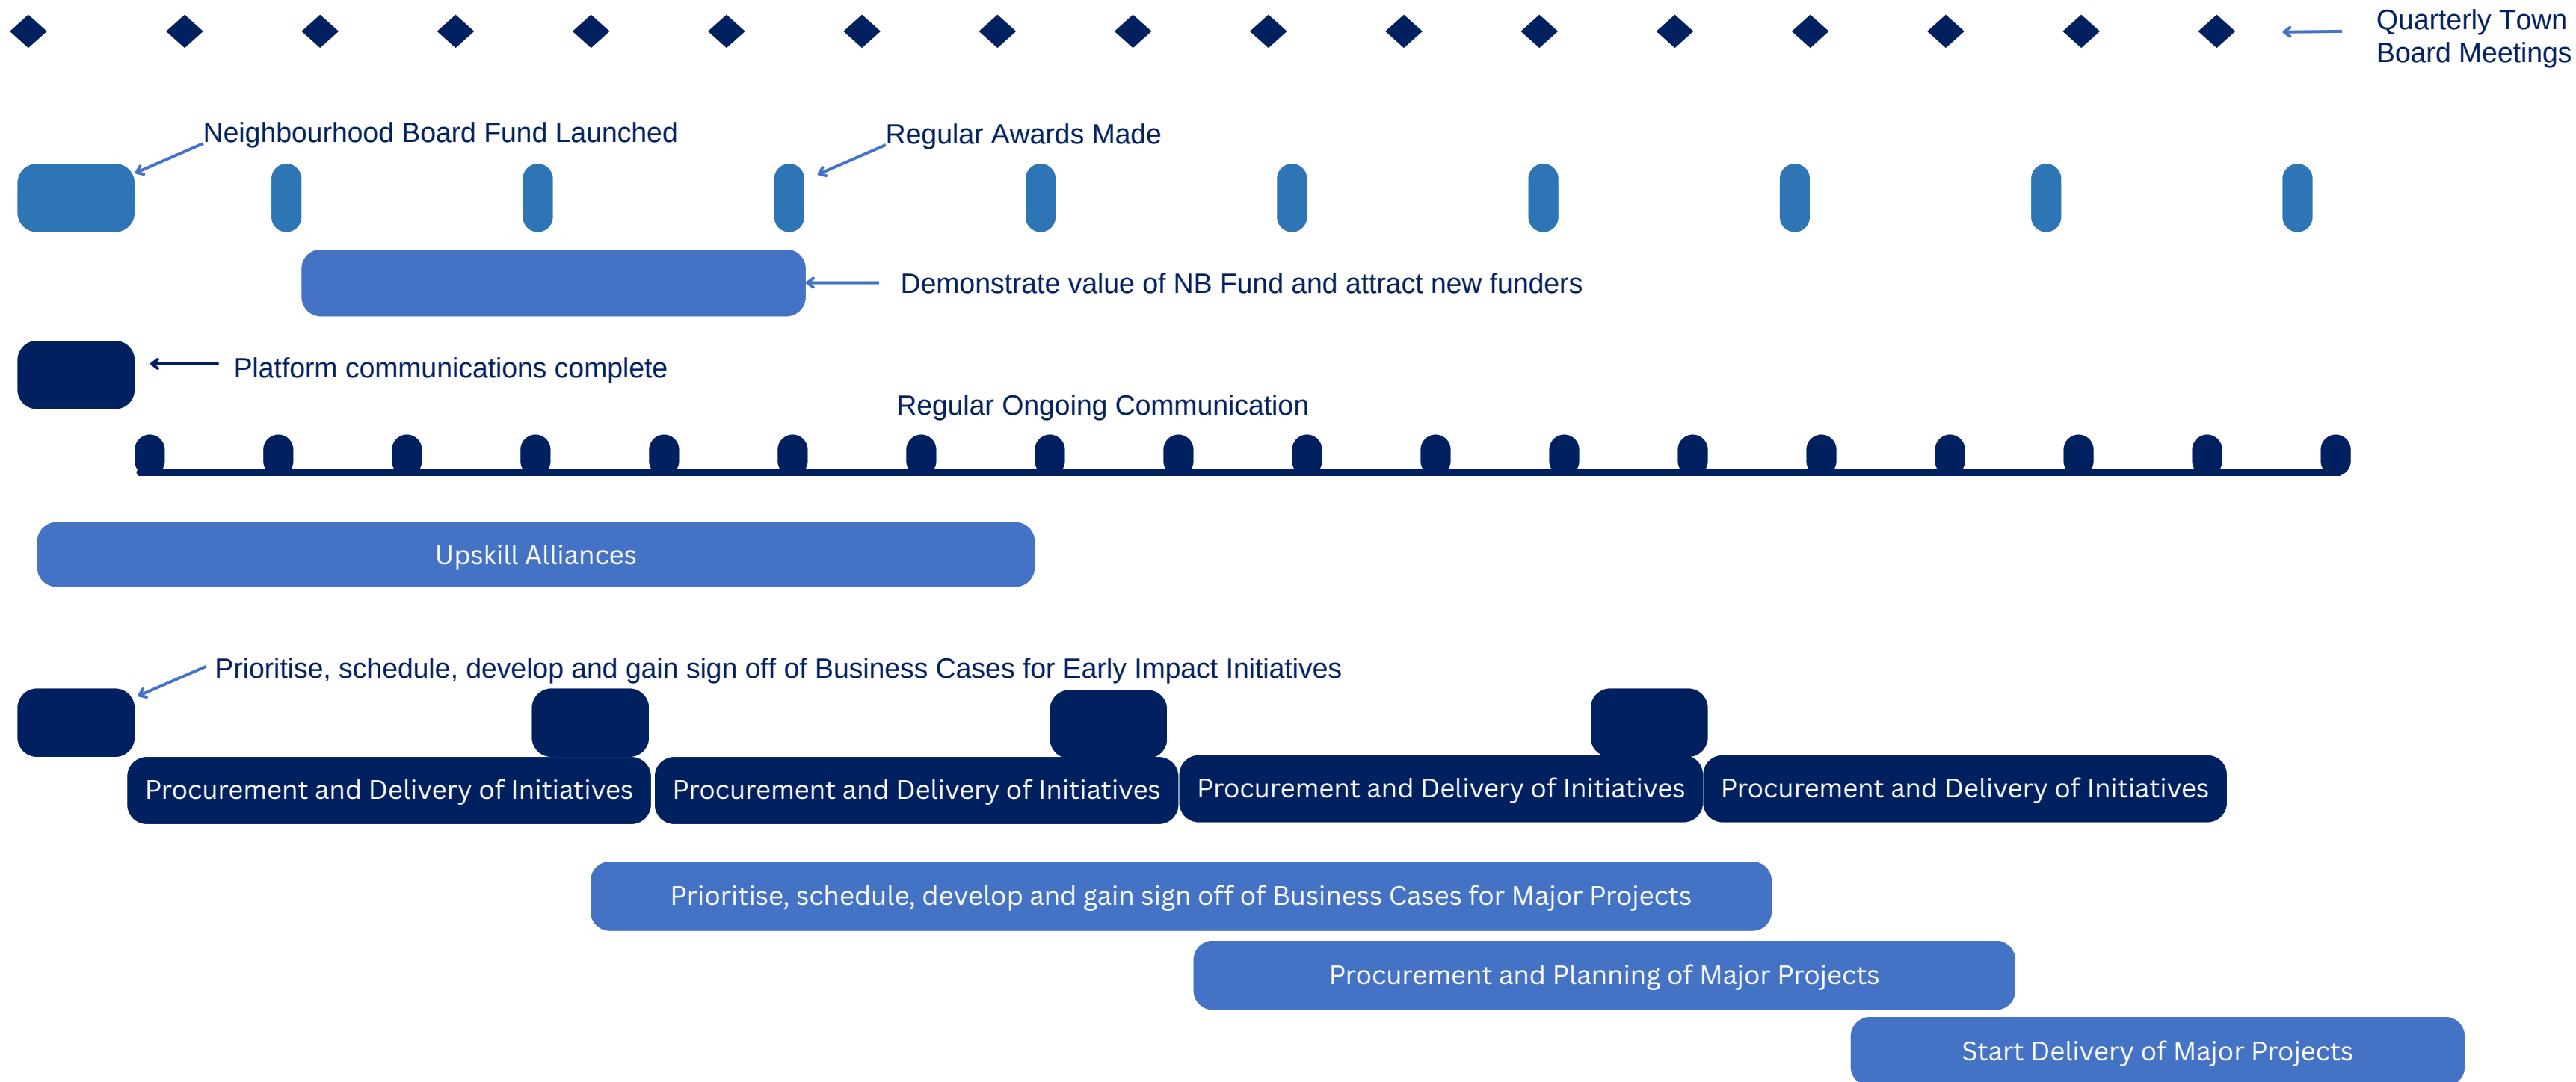 Quarterly Town
Board Meetings
Neighbourhood Board Fund Launched
Regular Awards Made
Demonstrate value of NB Fund and attract new funders
Platform communications complete
Regular Ongoing Communication
Upskill Alliances
Prioritise, schedule, develop and gain sign off of Business Cases for Early Impact Initiatives
Procurement and Delivery of Initiatives
Procurement and Delivery of Initiatives
Procurement and Delivery of Initiatives
Procurement and Delivery of Initiatives
Prioritise, schedule, develop and gain sign off of Business Cases for Major Projects
Procurement and Planning of Major Projects
Start Delivery of Major Projects